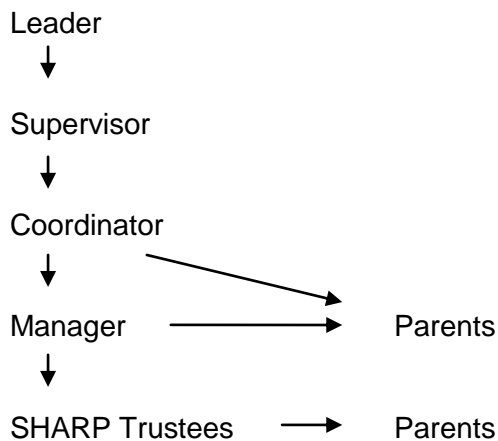 Leader
Supervisor
Coordinator
Manager Parents
SHARP Trustees Parents